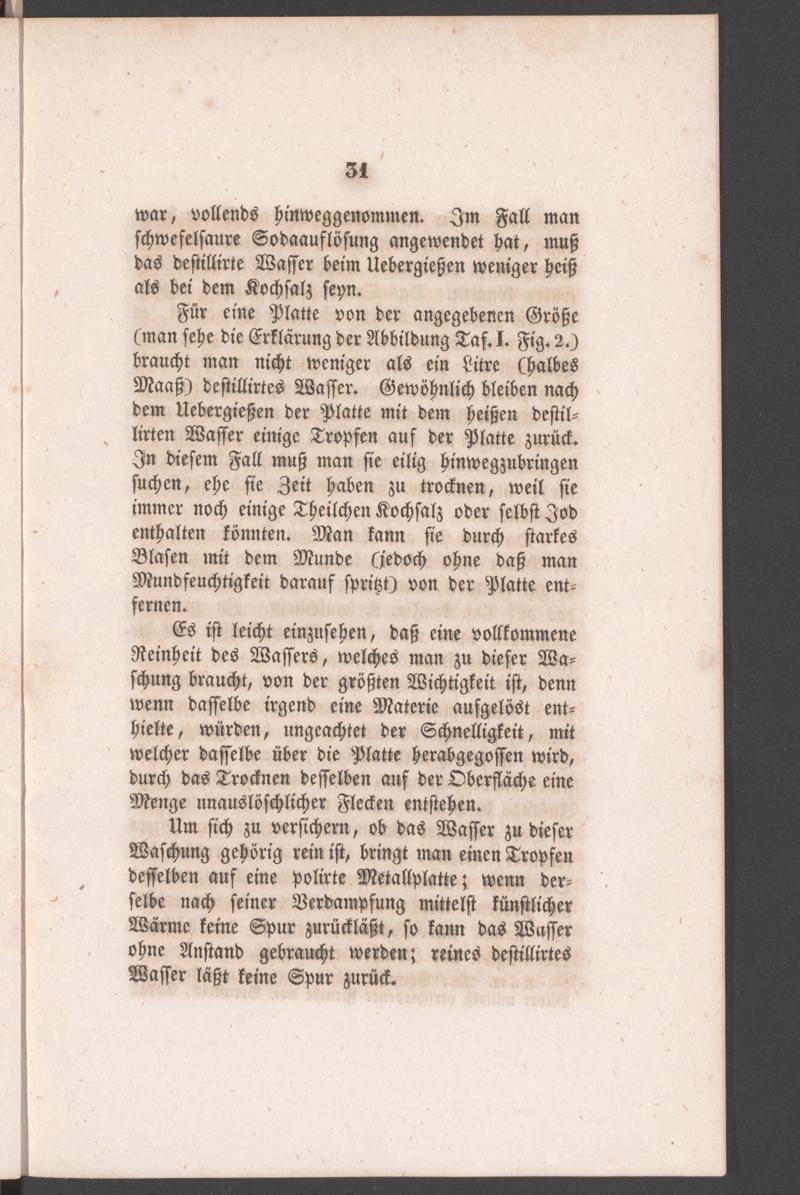 31
war, vollends hinweggenommen. Im Fall man
schwefelsaure Sodaauflösung angewendet hat, muß
das destillirte Wasser beim Uebergießen weniger heiß
als bei dem Kochsalz seyn.
Für eine Platte von der angegebenen Größe
(man sehe die Erklärung der Abbildung Taf. I. Fig. 2.)
braucht man nicht weniger als ein Litre (halbes
Maaß) destillirtes Wasser. Gewöhnlich bleiben nach
dem Uebergießen der Platte mit dem heißen destil-
lirten Wasser einige Tropfen auf der Platte zurück.
In diesem Fall muß man sie eilig hinwegzubringen
suchen, ehe sie Zeit haben zu trocknen, weil sie
immer noch einige Theilchen Kochsalz oder selbst Jod
enthalten könnten. Man kann sie durch starkes
Blasen mit dem Munde (jedoch ohne daß man
Mundfeuchtigkeit darauf spritzt) von der Platte ent-
fernen.
Es ist leicht einzusehen, daß eine vollkommene
Reinheit des Wassers, welches man zu dieser Wa-
schung braucht, von der größten Wichtigkeit ist, denn
wenn dasselbe irgend eine Materie aufgelöst ent-
hielte, würden, ungeachtet der Schnelligkeit, mit
welcher dasselbe über die Platte herabgegossen wird,
durch das Trocknen desselben auf der Oberfläche eine
Menge unauslöschlicher Flecken entstehen.
Um sich zu versichern, ob das Wasser zu dieser
Waschung gehörig rein ist, bringt man einen Tropfen
desselben auf eine polirte Metallplatte; wenn der-
selbe nach seiner Verdampfung mittelst künstlicher
Wärme keine Spur zurückläßt, so kann das Wasser
ohne Anstand gebraucht werden; reines destillirtes
Wasser läßt keine Spur zurück.